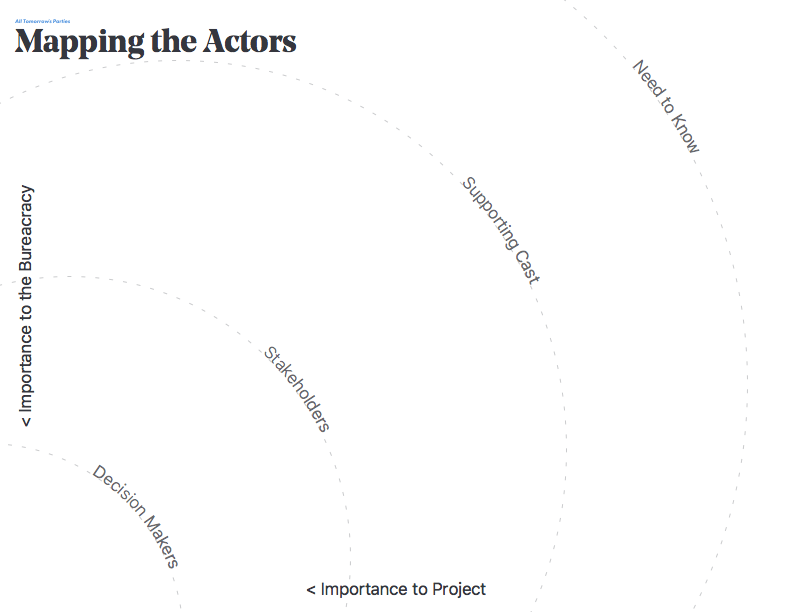 All Tomorrow's Parties
Mapping the Actors
Need to Know
Supporting Cast
< Importance to the Bureacracy
Stakeholders
Decision Makers
< Importance to Project